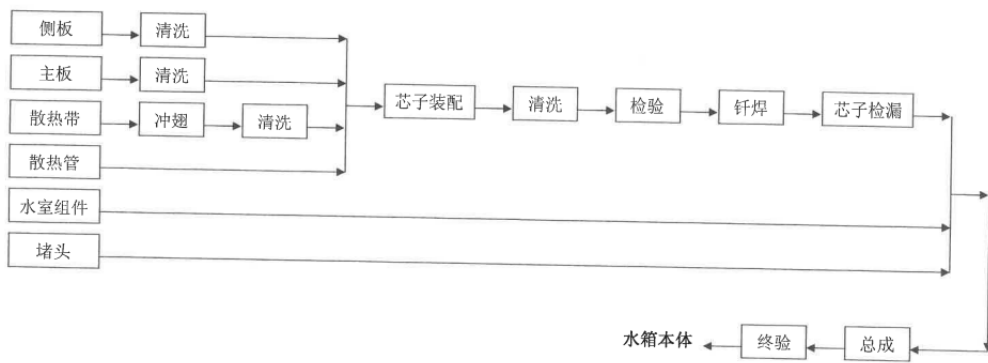 侧板
清洗
主板
清洗
散热带
冲翅
清洗
散热管
水室组件
堵头
芯子装配
清洗
检验
钎焊
芯子检漏
总成
终验
水箱本体